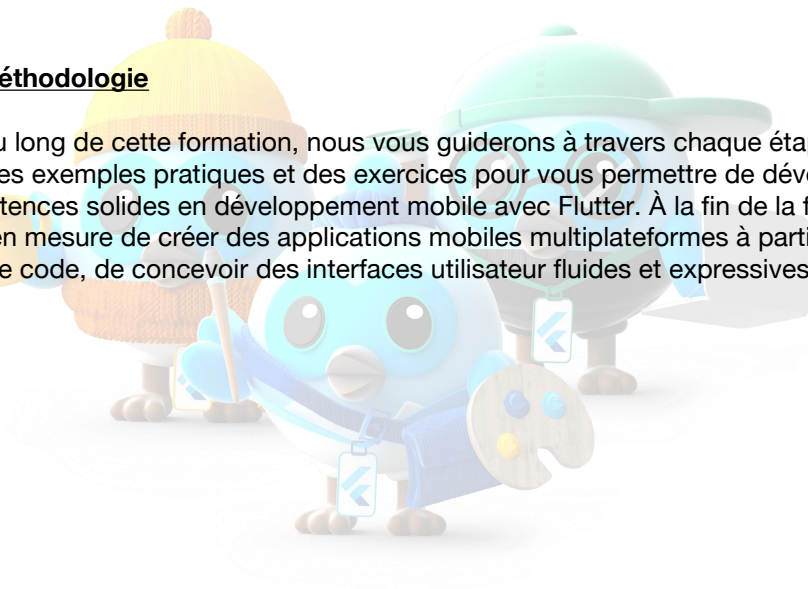 éthodologie
u long de cette formation, nous vous guiderons à travers chaque étap
es exemples pratiques et des exercices pour vous permettre de déve
tences solides en développement mobile avec Flutter. À la fin de la f
en mesure de créer des applications mobiles multiplateformes à parti
e code, de concevoir des interfaces utilisateur fluides et expressives